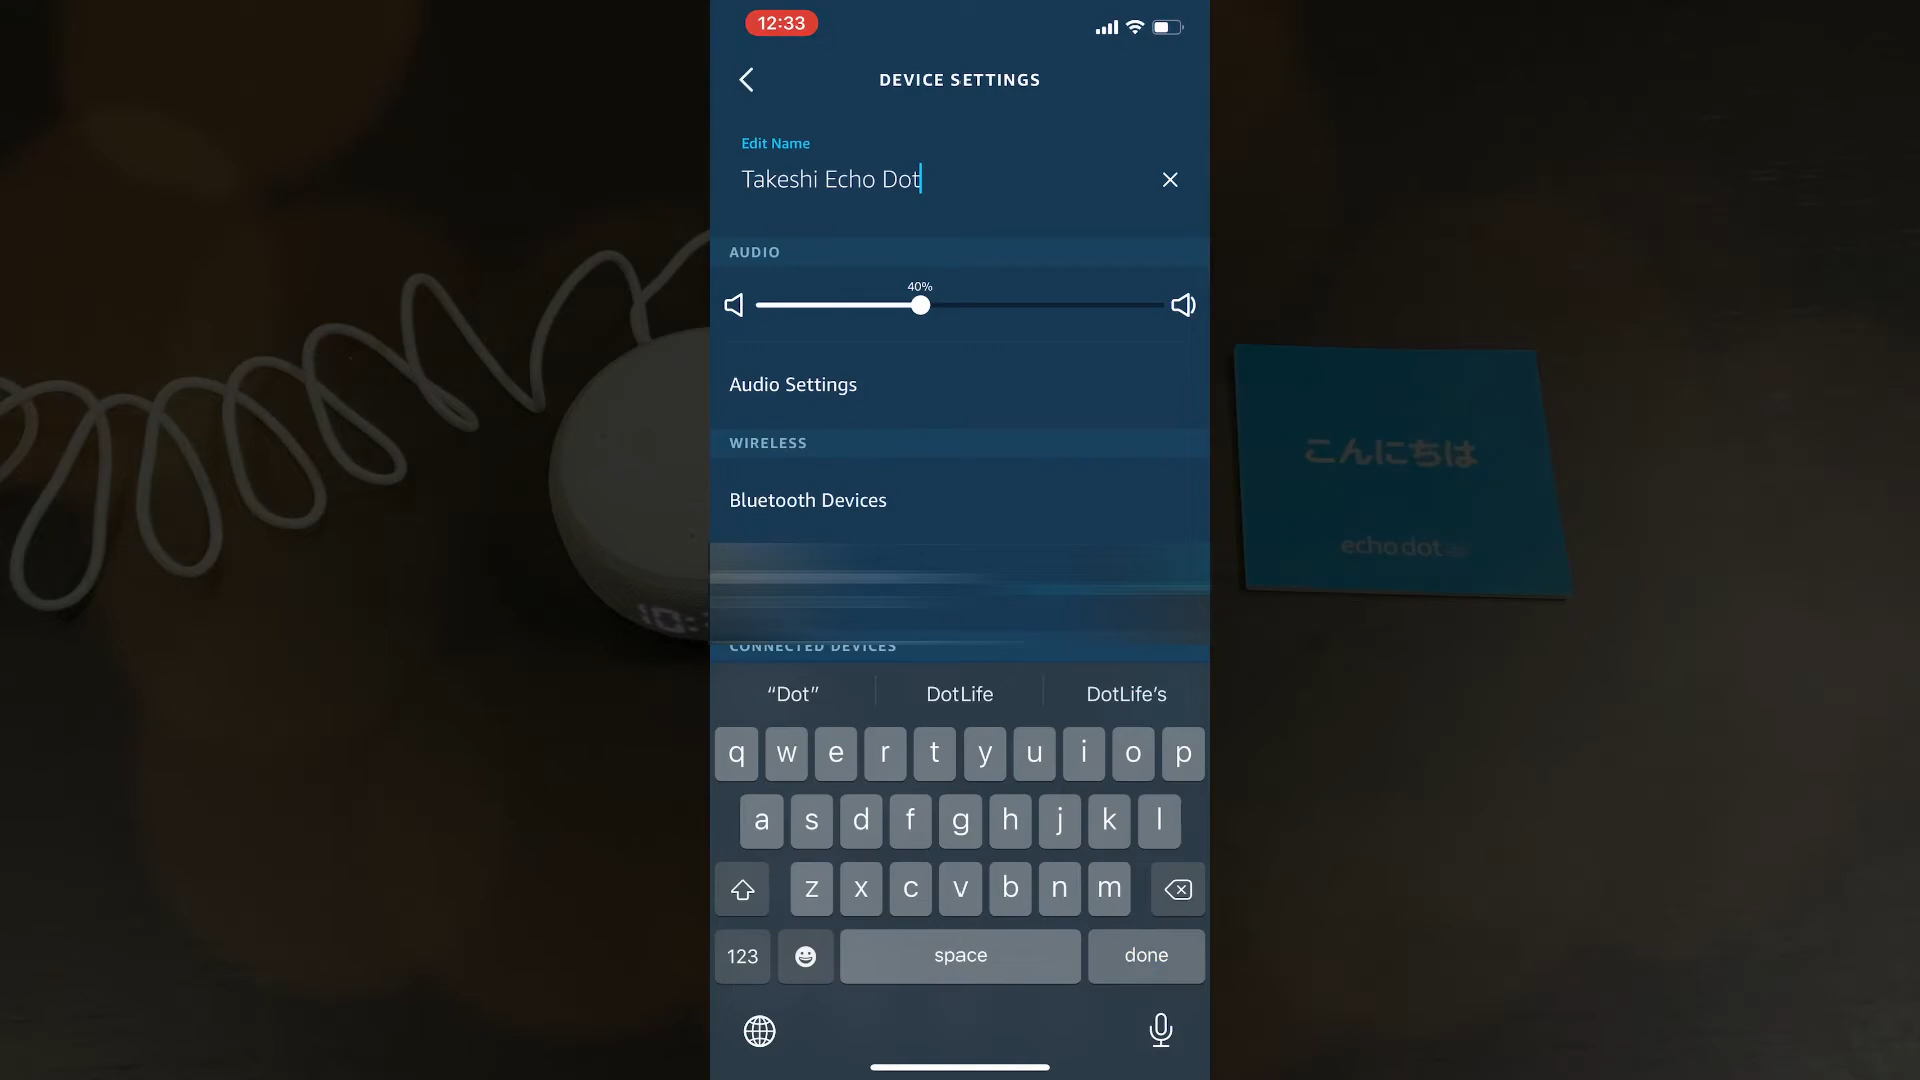 12:33
DEVICE SETTINGS
Edit Name
Takeshi Echo Dot
AUDIO
40%
Audio Settings
WIRELESS
Bluetooth Devices
CONNECTED DEVICES
“Dot” DotLife DotLife’s
q w e r t y u i o p
a s d f g h j k l
z x c v b n m
123 space done
こんにちは
echo dot
10: